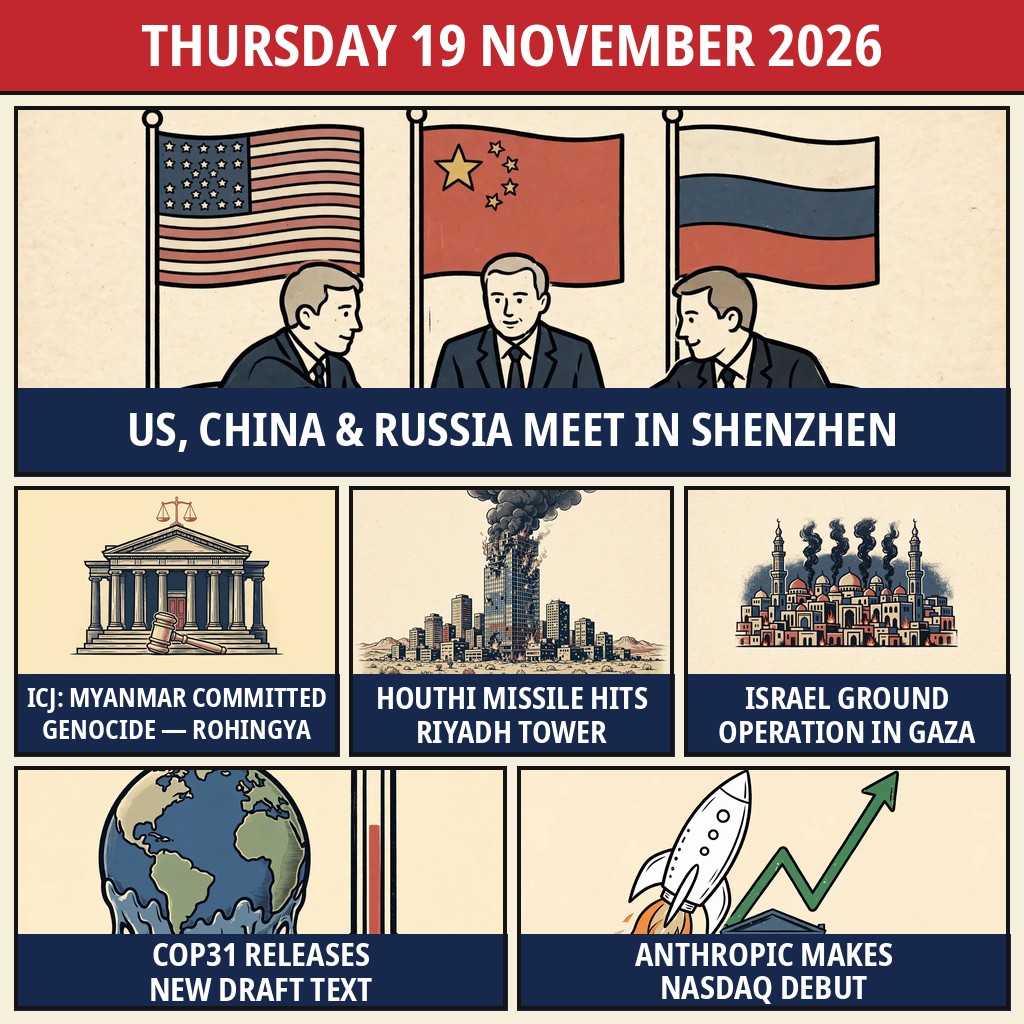 THURSDAY 19 NOVEMBER 2026
US, CHINA & RUSSIA MEET IN SHENZHEN
ICJ: MYANMAR COMMITTED
GENOCIDE — ROHINGYA
HOUTHI MISSILE HITS
RIYADH TOWER
ISRAEL GROUND
OPERATION IN GAZA
COP31 RELEASES
NEW DRAFT TEXT
ANTHROPIC MAKES
NASDAQ DEBUT